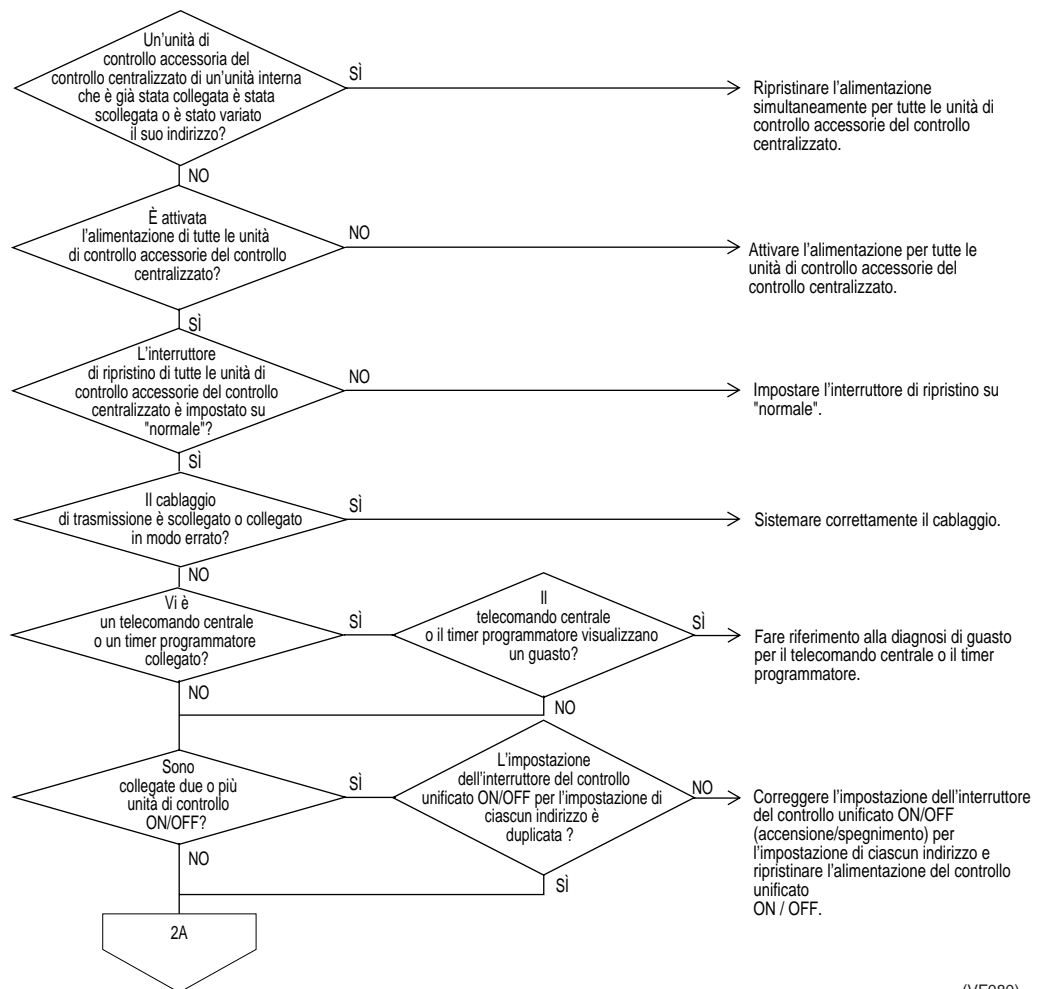 Un'unità di
controllo accessoria del
controllo centralizzato di un'unità interna
che è già stata collegata è stata
scollegata o è stato variato
il suo indirizzo?
SÌ
Ripristinare l'alimentazione
simultaneamente per tutte le unità di
controllo accessorie del controllo
centralizzato.
NO
È attivata
l'alimentazione di tutte le unità
di controllo accessorie del controllo
centralizzato?
NO
Attivare l'alimentazione per tutte le
unità di controllo accessorie del
controllo centralizzato.
SÌ
L'interruttore
di ripristino di tutte le unità di
controllo accessorie del controllo
centralizzato è impostato su
"normale"?
NO
Impostare l'interruttore di ripristino su
"normale".
SÌ
Il cablaggio
di trasmissione è scollegato o collegato
in modo errato?
SÌ
Sistemare correttamente il cablaggio.
NO
Vi è
un telecomando centrale
o un timer programmatore
collegato?
SÌ
Il
telecomando centrale
o il timer programmatore visualizzano
un guasto?
SÌ
Fare riferimento alla diagnosi di guasto
per il telecomando centrale o il timer
programmatore.
NO
NO
Sono
collegate due o più
unità di controllo
ON/OFF?
SÌ
L'impostazione
dell'interruttore del controllo
unificato ON/OFF per l'impostazione di
ciascun indirizzo è
duplicata ?
NO
Correggere l'impostazione dell'interruttore
del controllo unificato ON/OFF
(accensione/spegnimento) per
l'impostazione di ciascun indirizzo e
ripristinare l'alimentazione del controllo
unificato
ON / OFF.
NO
SÌ
2A